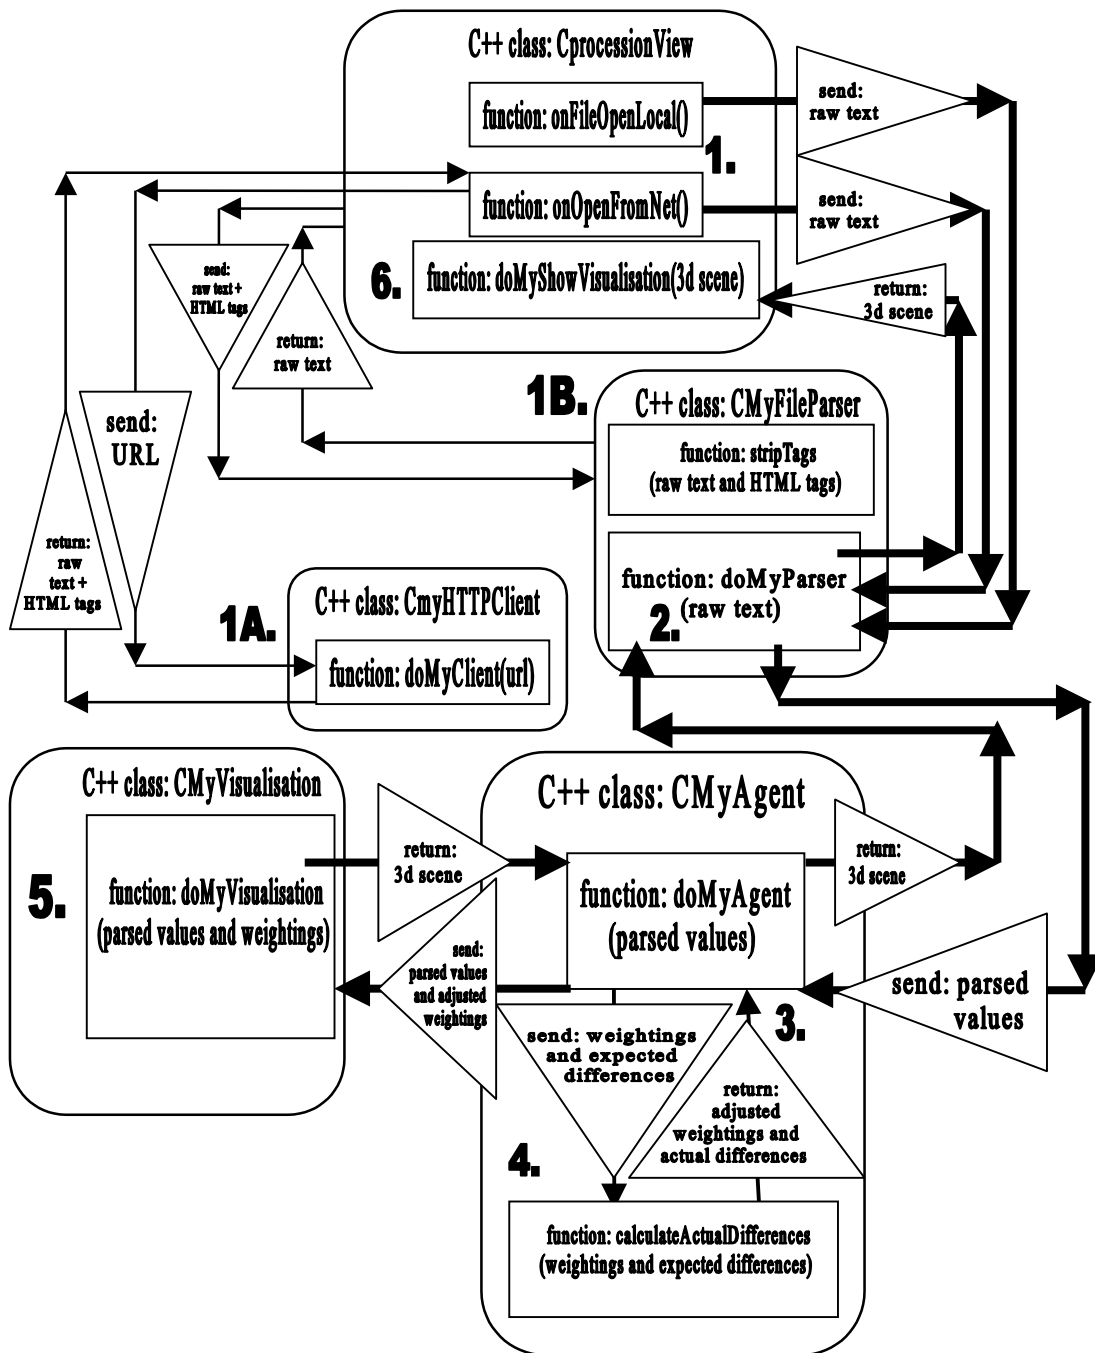 C++ class: CprocessionView
function: onFileOpenLocal()
send:
raw text
1.
function: onOpenFromNet()
send:
raw text
6.
function: doMyShowVisualisation(3d scene)
return:
3d scene
send:
raw text +
HTML tags
return:
raw text
1B.
C++ class: CMyFileParser
function: stripTags
(raw text and HTML tags)
send:
URL
return:
raw
text +
HTML tags
function: doMyParser
(raw text)
2.
1A.
C++ class: CmyHTTPClient
function: doMyClient(url)
C++ class: CMyVisualisation
5.
function: doMyVisualisation
(parsed values and weightings)
return:
3d scene
C++ class: CMyAgent
function: doMyAgent
(parsed values)
return:
3d scene
send:
parsed values
and adjusted
weightings
send: parsed
values
3.
send: weightings
and expected
differences
return:
adjusted
weightings and
actual differences
4.
function: calculateActualDifferences
(weightings and expected differences)